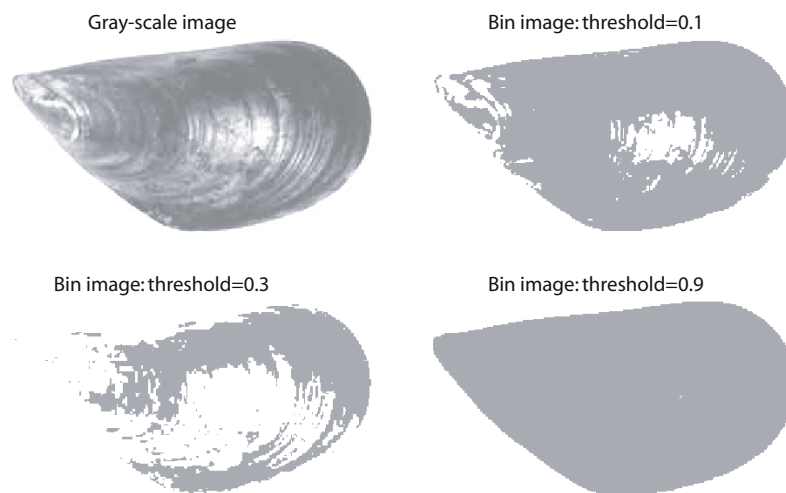 Gray-scale image
Bin image: threshold=0.1
Bin image: threshold=0.3
Bin image: threshold=0.9